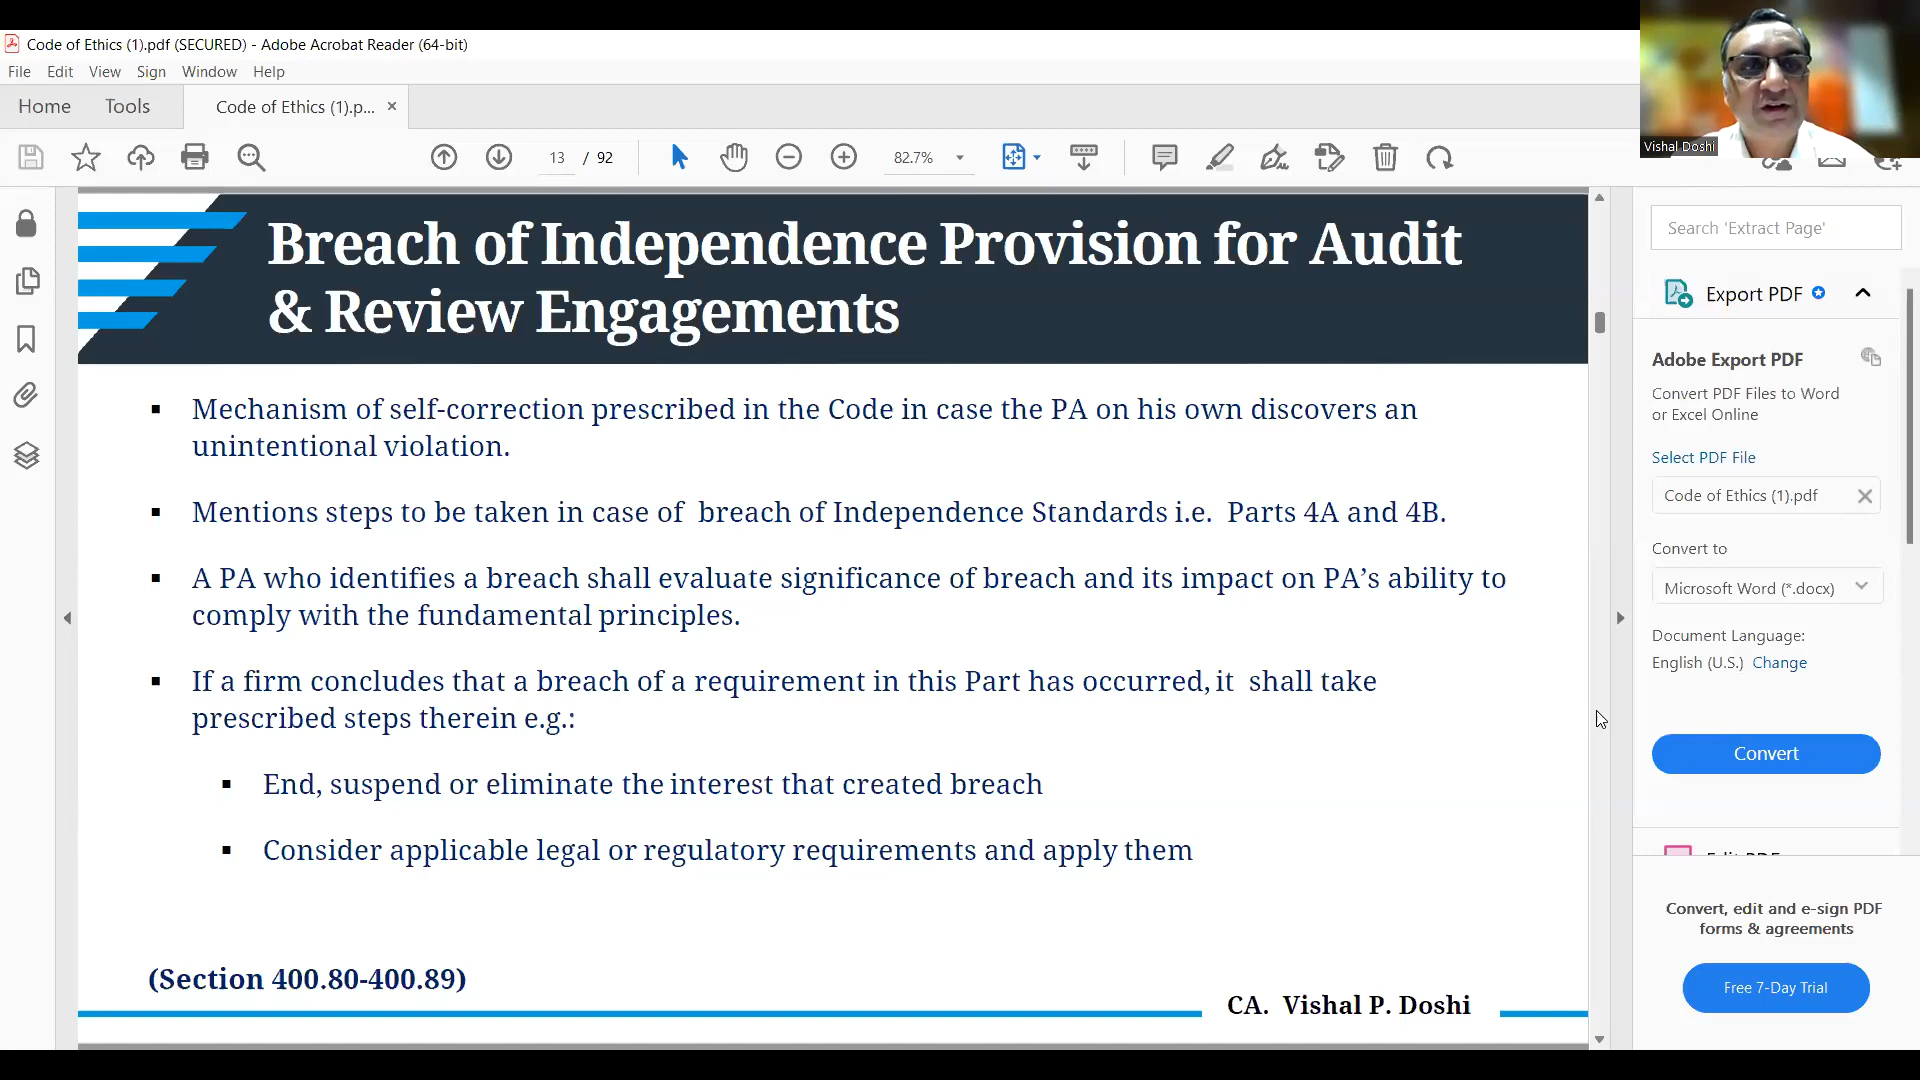 Code of Ethics (1).pdf (SECURED) - Adobe Acrobat Reader (64-bit)
File Edit View Sign Window Help
Home Tools Code of Ethics (1).p... ×
13 / 92 82.7%
Vishal Doshi
Breach of Independence Provision for Audit
& Review Engagements
▪ Mechanism of self-correction prescribed in the Code in case the PA on his own discovers an
unintentional violation.
▪ Mentions steps to be taken in case of breach of Independence Standards i.e. Parts 4A and 4B.
▪ A PA who identifies a breach shall evaluate significance of breach and its impact on PA’s ability to
comply with the fundamental principles.
▪ If a firm concludes that a breach of a requirement in this Part has occurred, it shall take
prescribed steps therein e.g.:
▪ End, suspend or eliminate the interest that created breach
▪ Consider applicable legal or regulatory requirements and apply them
(Section 400.80-400.89)
CA. Vishal P. Doshi
Search 'Extract Page'
Export PDF
Adobe Export PDF
Convert PDF Files to Word
or Excel Online
Select PDF File
Code of Ethics (1).pdf
Convert to
Microsoft Word (*.docx)
Document Language:
English (U.S.) Change
Convert
Edit PDF
Convert, edit and e-sign PDF
forms & agreements
Free 7-Day Trial